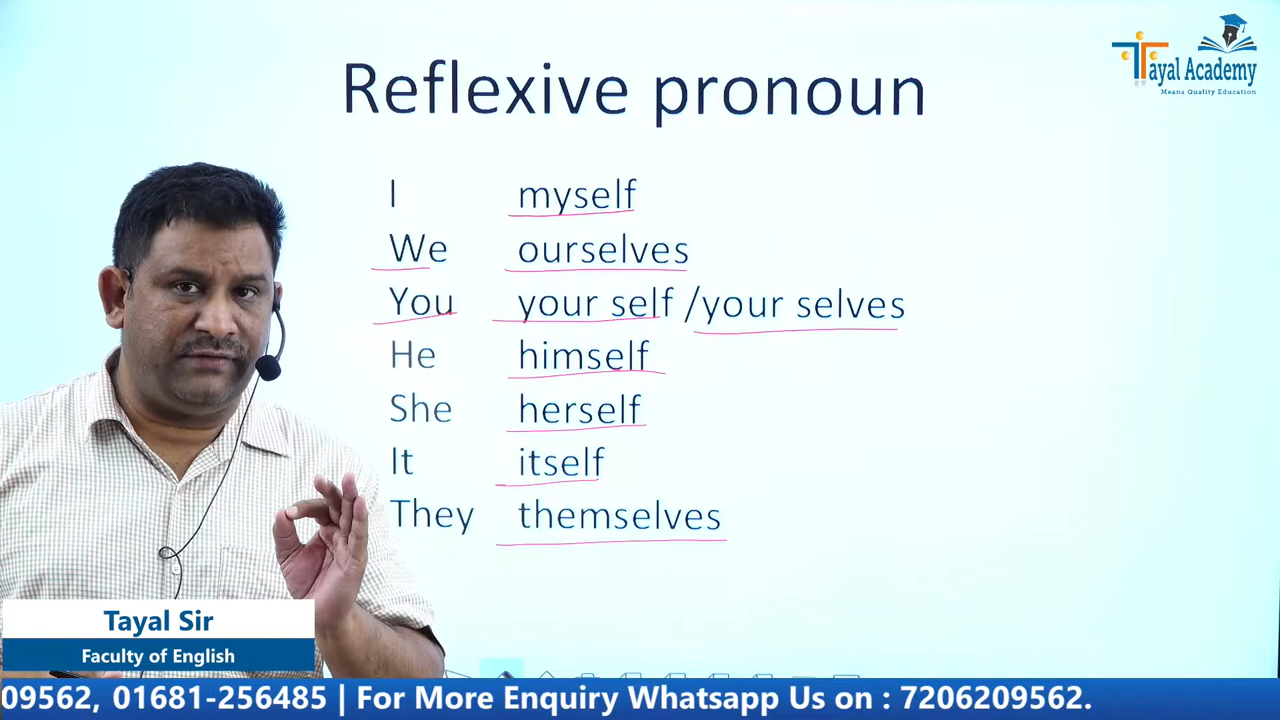 Tayal Academy
Means Quality Education
Reflexive pronoun
I myself
We ourselves
You your self /your selves
He himself
She herself
It itself
They themselves
Tayal Sir
Faculty of English
09562, 01681-256485 | For More Enquiry Whatsapp Us on : 7206209562.